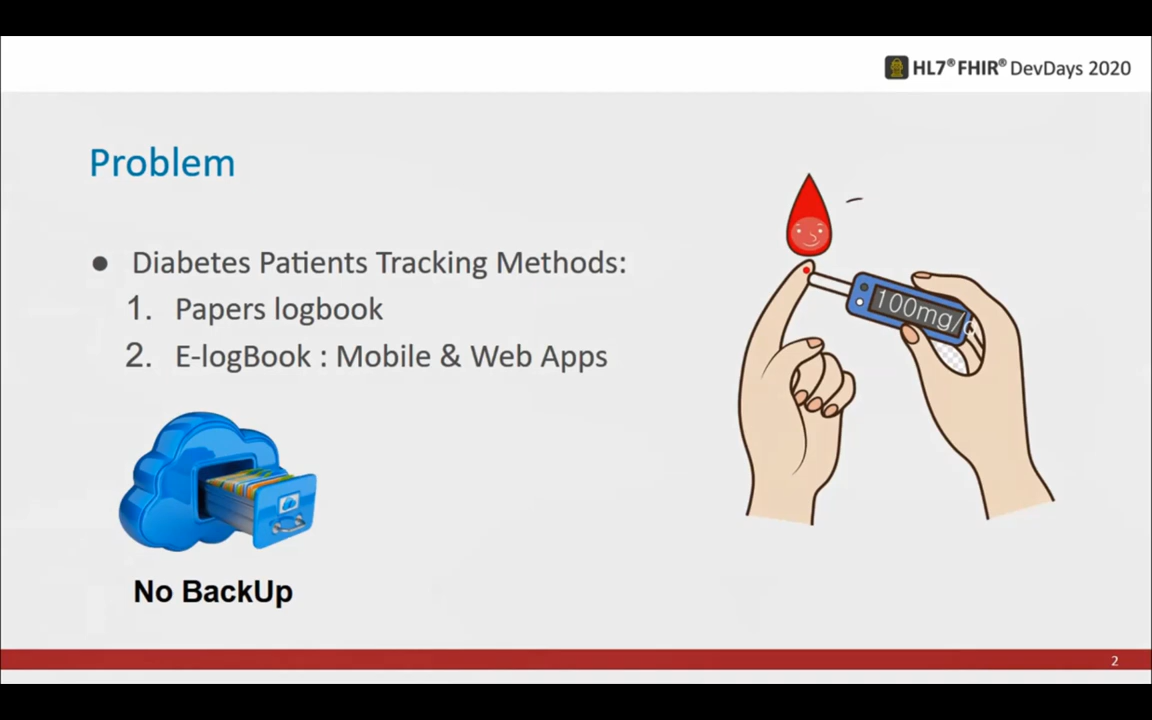 HL7® FHIR® DevDays 2020
Problem
● Diabetes Patients Tracking Methods:
1. Papers logbook
2. E-logBook : Mobile & Web Apps
100mg/
No BackUp
2